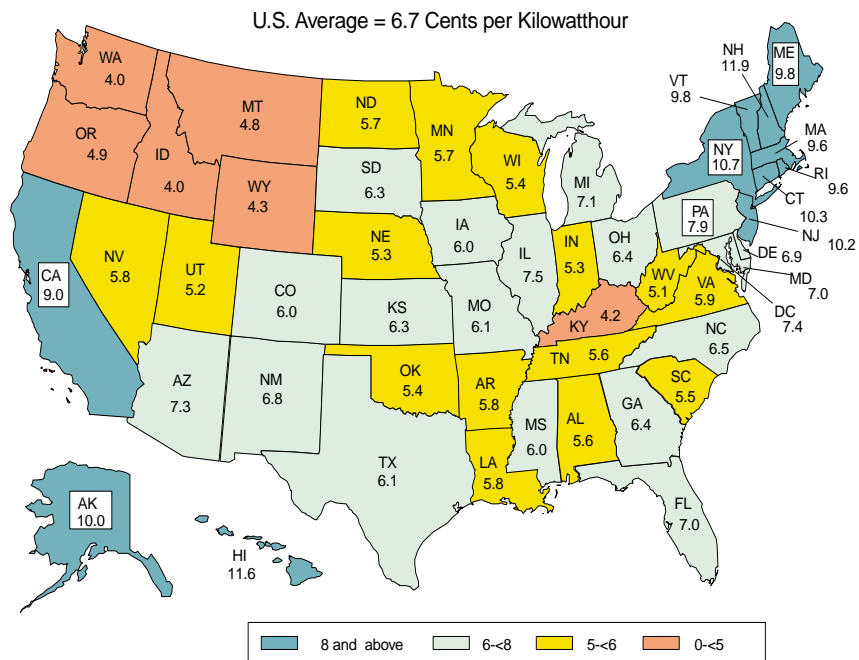 U.S. Average = 6.7 Cents per Kilowatthour
WA
4.0
OR
4.9
ID
4.0
MT
4.8
WY
4.3
ND
5.7
SD
6.3
NE
5.3
MN
5.7
WI
5.4
MI
7.1
IA
6.0
IL
7.5
IN
5.3
OH
6.4
PA
7.9
NY
10.7
VT
9.8
NH
11.9
ME
9.8
MA
9.6
RI
9.6
CT
10.3
NJ
10.2
DE 6.9
MD
7.0
DC
7.4
CA
9.0
NV
5.8
UT
5.2
CO
6.0
KS
6.3
MO
6.1
KY 4.2
WV
5.1
VA
5.9
NC
6.5
TN 5.6
SC
5.5
AZ
7.3
NM
6.8
OK
5.4
AR
5.8
MS
6.0
AL
5.6
GA
6.4
TX
6.1
LA
5.8
FL
7.0
AK
10.0
HI
11.6
8 and above 6-<8 5-<6 0-<5